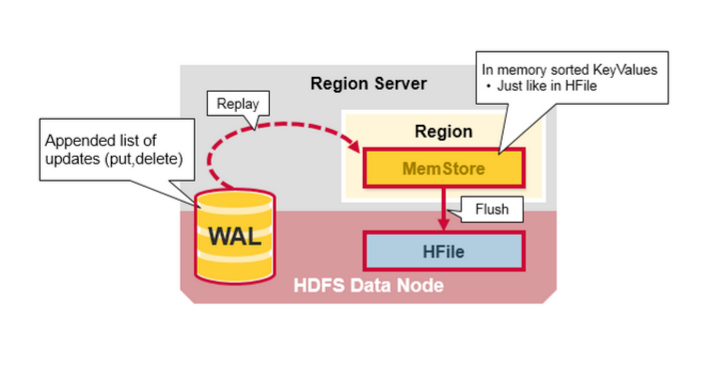 In memory sorted KeyValues
• Just like in HFile
Region Server
Replay
Region
Appended list of
updates (put,delete)
MemStore
Flush
WAL
HFile
HDFS Data Node